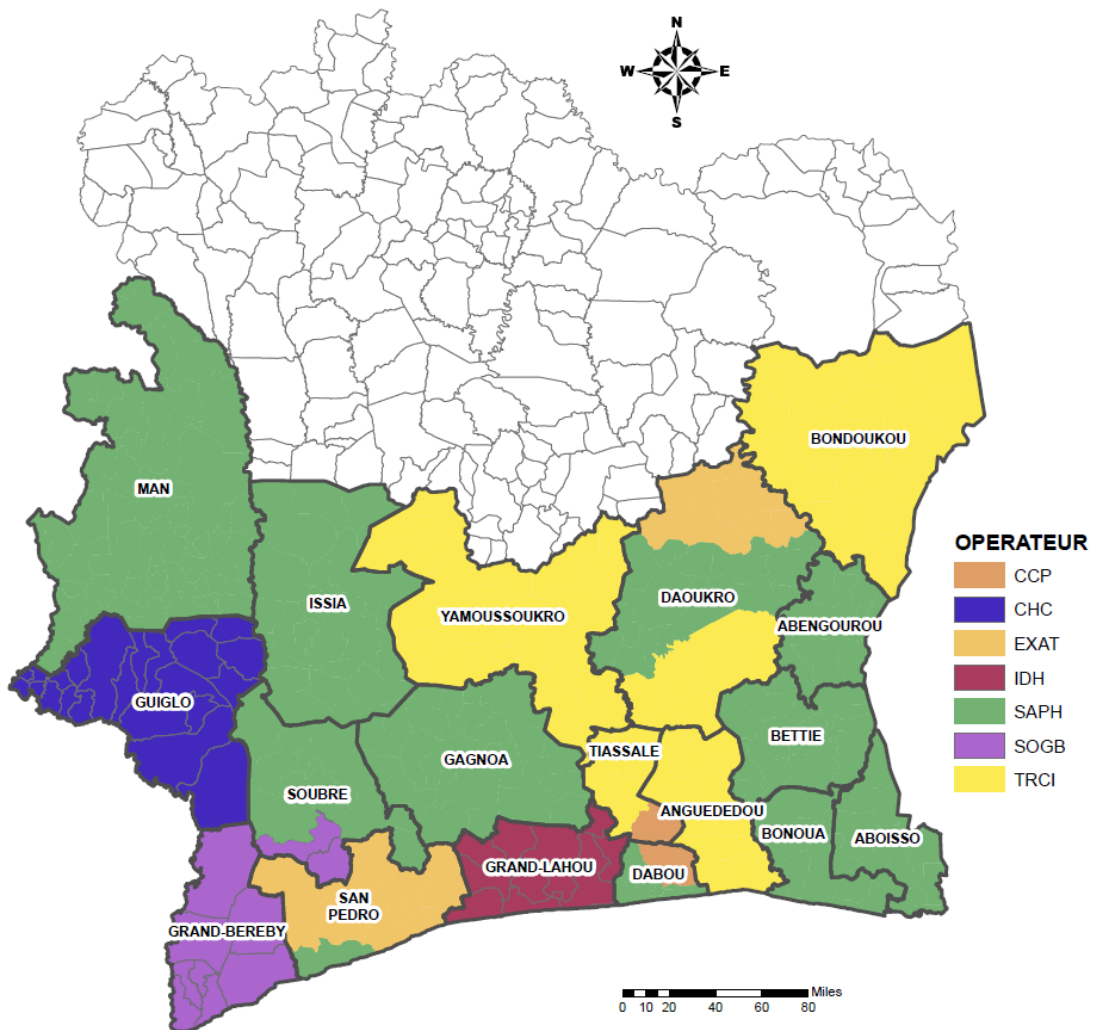 N
W
E
S
BONDOUKOU
MAN
OPERATEUR
CCP
CHC
EXAT
IDH
SAPH
SOGB
TRCI
ISSIA
YAMOUSSOUKRO
DAOUKRO
ABENGOUROU
GUIGLO
BETTIE
TIASSALE
GAGNOA
SOUBRE
ANGUEDEDOU
BONOUA
ABOISSO
GRAND-LAHOU
DABOU
SAN
PEDRO
GRAND-BEREBY
Miles
0 10 20 40 60 80